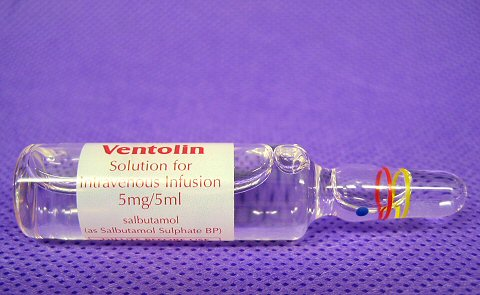 Ventolin
Solution for
Intravenous Infusion
5mg/5ml
salbutamol
(as Salbutamol Sulphate BP)